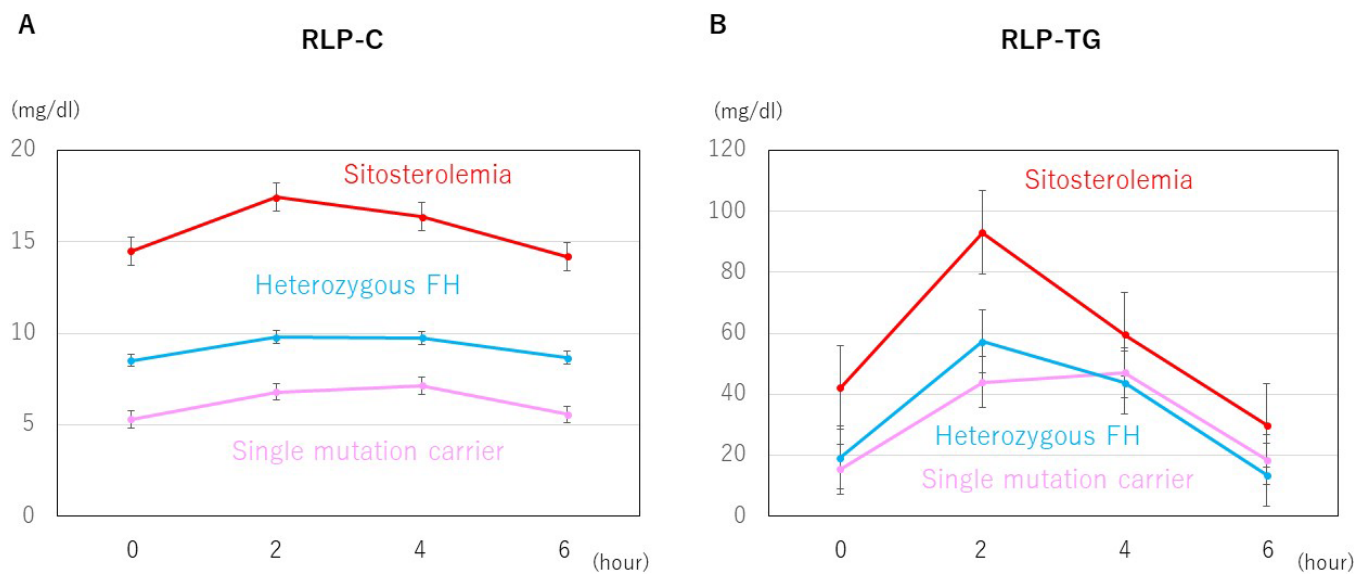 A
RLP-C
(mg/dl)
20
15
10
5
0
Sitosterolemia
Heterozygous FH
Single mutation carrier
0 2 4 6 (hour)
B
RLP-TG
(mg/dl)
120
100
80
60
40
20
0
Sitosterolemia
Heterozygous FH
Single mutation carrier
0 2 4 6 (hour)